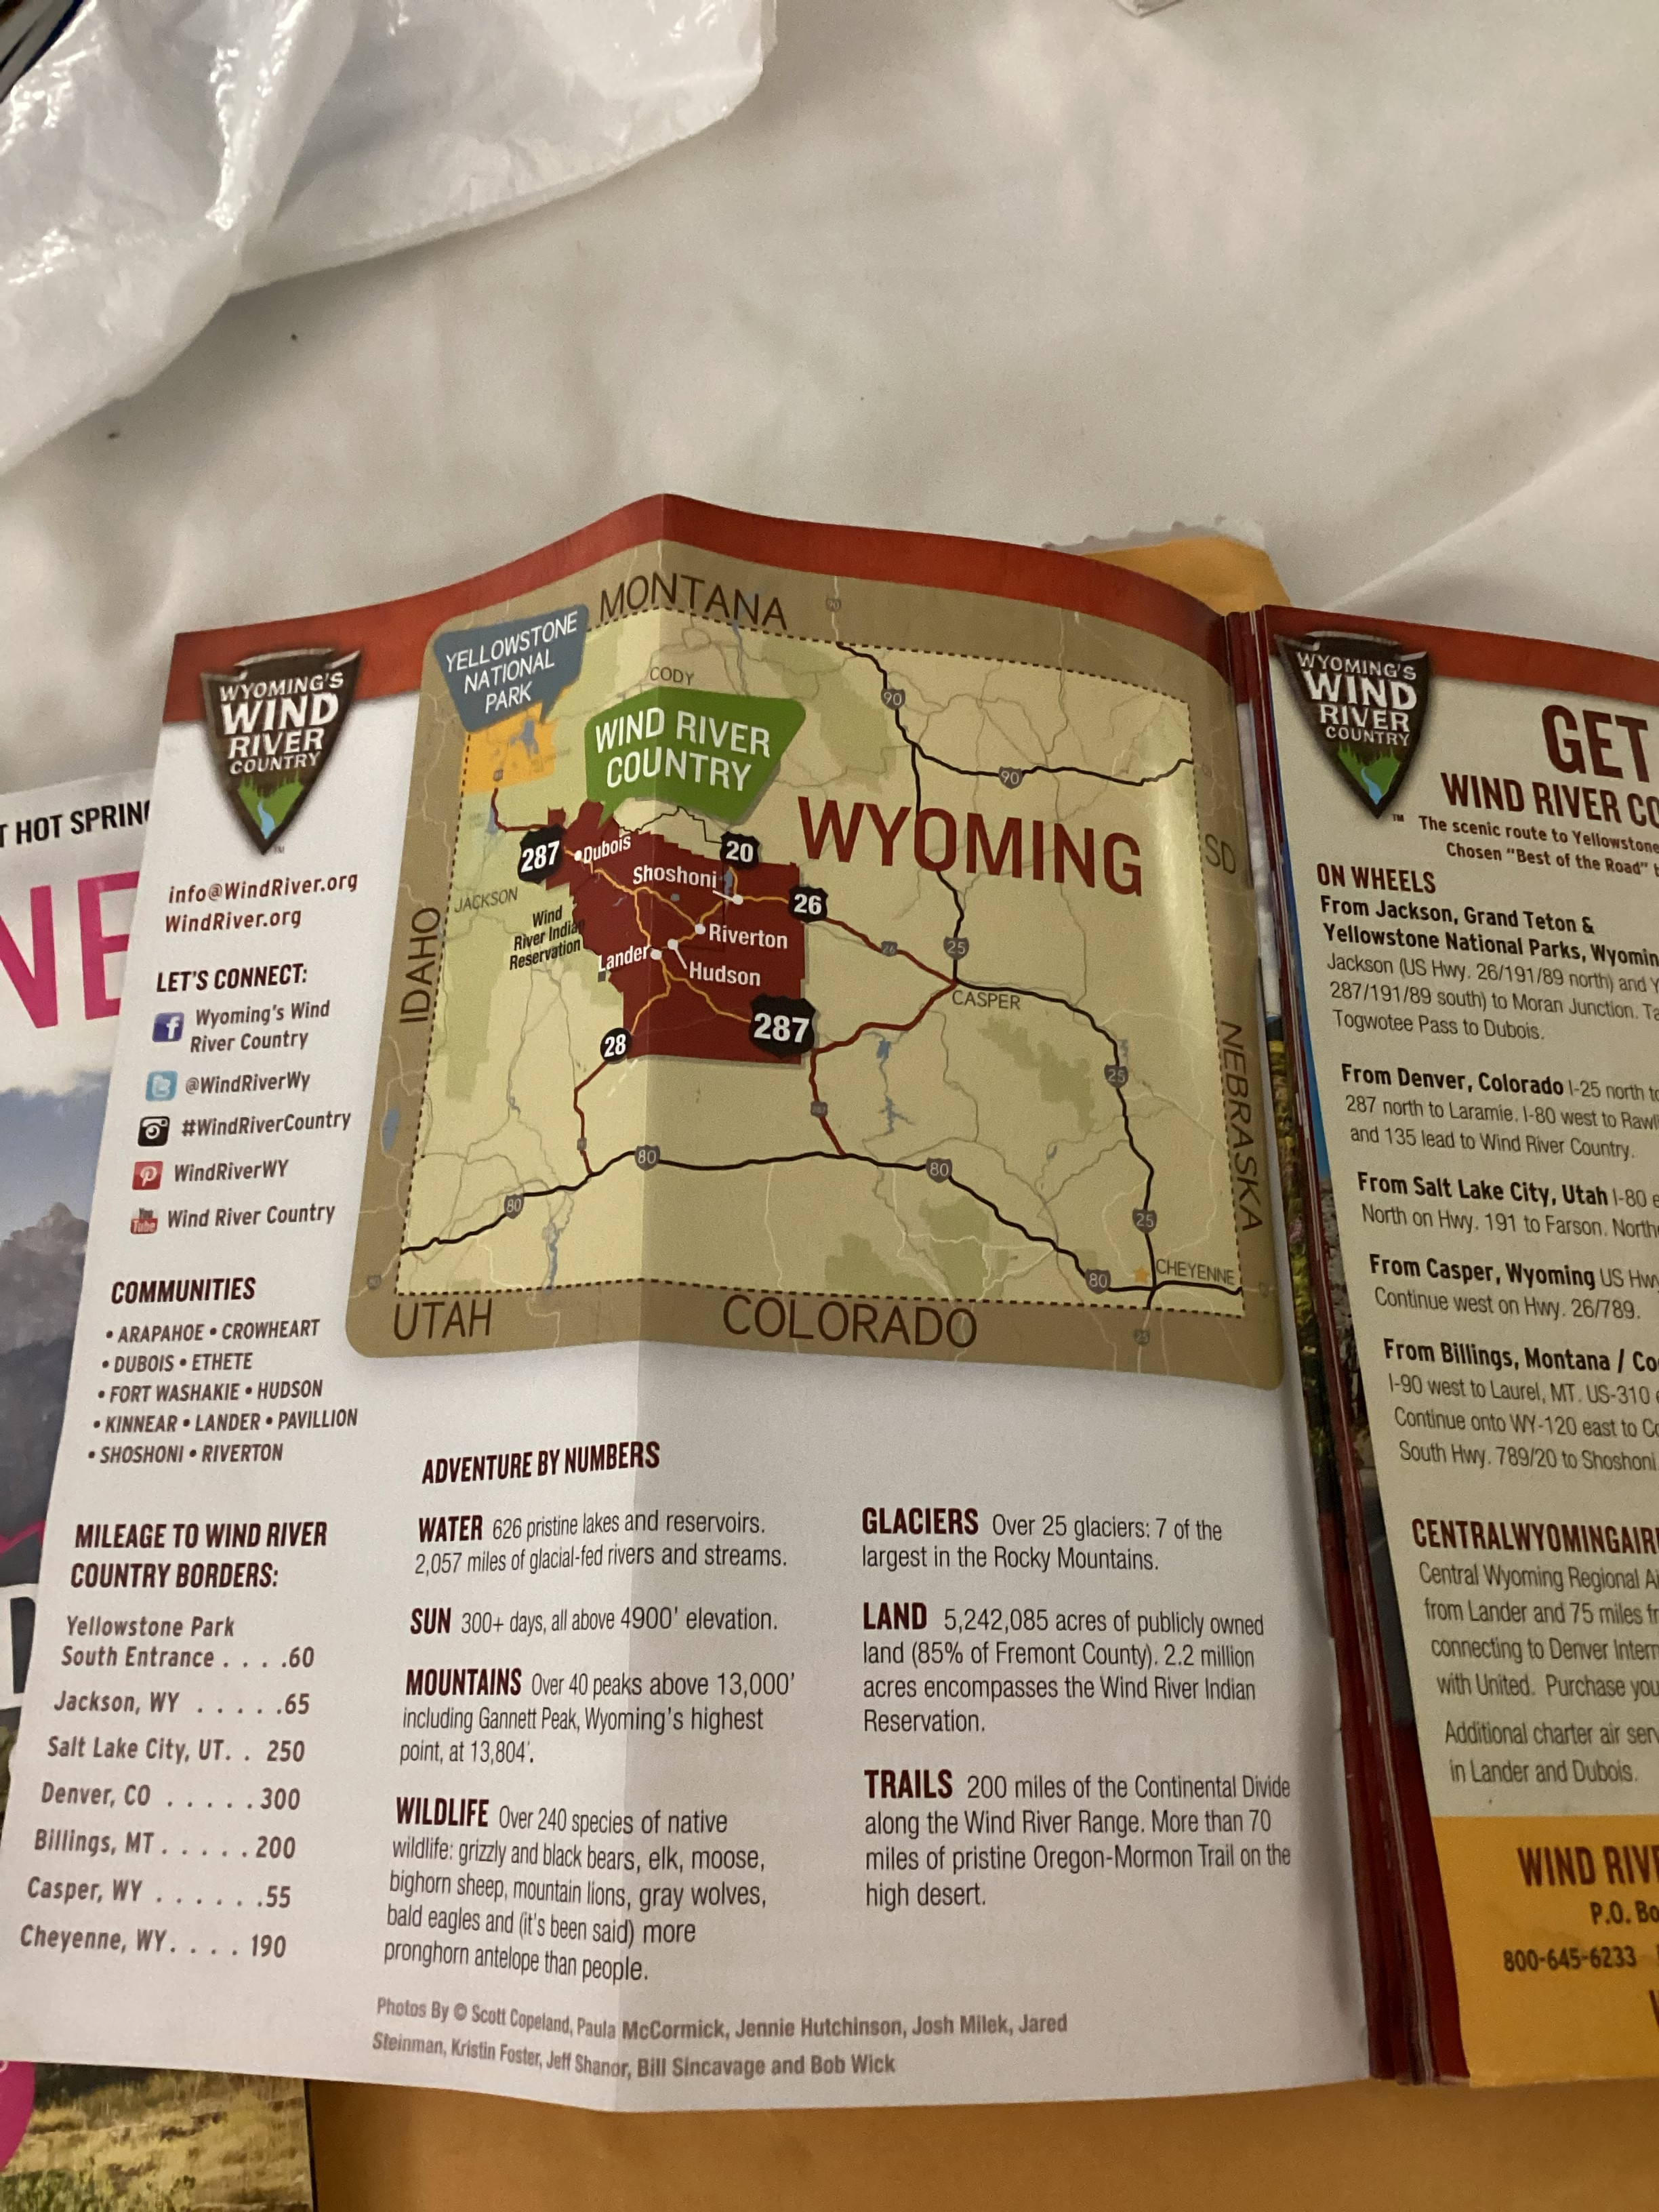 T HOT SPRING
NE
WYOMING'S
WIND
RIVER
COUNTRY
TM
info@WindRiver.org
WindRiver.org
LET'S CONNECT:
f
Wyoming's Wind
River Country
@WindRiverWy
#WindRiverCountry
WindRiverWY
You
Tube
Wind River Country
COMMUNITIES
• ARAPAHOE • CROWHEART
• DUBOIS • ETHETE
• FORT WASHAKIE • HUDSON
• KINNEAR • LANDER • PAVILLION
• SHOSHONI • RIVERTON
MILEAGE TO WIND RIVER
COUNTRY BORDERS:
Yellowstone Park
South Entrance . . . .60
Jackson, WY . . . . .65
Salt Lake City, UT. . 250
Denver, CO . . . . . 300
Billings, MT . . . . . 200
Casper, WY . . . . . .55
Cheyenne, WY. . . . 190
MONTANA
90
YELLOWSTONE
NATIONAL
PARK
CODY
90
WIND RIVER
COUNTRY
90
WYOMING
287
Dubois
20
SD
Shoshoni
JACKSON
26
Wind
River Indian
Reservation
Riverton
26
25
IDAHO
Lander
Hudson
CASPER
287
28
25
NEBRASKA
287
80
80
80
25
CHEYENNE
80
80
UTAH
COLORADO
25
ADVENTURE BY NUMBERS
WATER 626 pristine lakes and reservoirs.
2,057 miles of glacial-fed rivers and streams.
SUN 300+ days, all above 4900' elevation.
MOUNTAINS Over 40 peaks above 13,000'
including Gannett Peak, Wyoming's highest
point, at 13,804'.
WILDLIFE Over 240 species of native
wildlife: grizzly and black bears, elk, moose,
bighorn sheep, mountain lions, gray wolves,
bald eagles and (it's been said) more
pronghorn antelope than people.
GLACIERS Over 25 glaciers: 7 of the
largest in the Rocky Mountains.
LAND 5,242,085 acres of publicly owned
land (85% of Fremont County). 2.2 million
acres encompasses the Wind River Indian
Reservation.
TRAILS 200 miles of the Continental Divide
along the Wind River Range. More than 70
miles of pristine Oregon-Mormon Trail on the
high desert.
Photos By © Scott Copeland, Paula McCormick, Jennie Hutchinson, Josh Milek, Jared
Steinman, Kristin Foster, Jeff Shanor, Bill Sincavage and Bob Wick
WYOMING'S
WIND
RIVER
COUNTRY
TM
GET
WIND RIVER CO
The scenic route to Yellowstone
Chosen "Best of the Road"
ON WHEELS
From Jackson, Grand Teton &
Yellowstone National Parks, Wyomin
Jackson (US Hwy. 26/191/89 north) and Y
287/191/89 south) to Moran Junction. Ta
Togwotee Pass to Dubois.
From Denver, Colorado I-25 north to
287 north to Laramie. I-80 west to Rawl
and 135 lead to Wind River Country.
From Salt Lake City, Utah I-80 e
North on Hwy. 191 to Farson. North
From Casper, Wyoming US Hwy
Continue west on Hwy. 26/789.
From Billings, Montana / Co
I-90 west to Laurel, MT. US-310
Continue onto WY-120 east to Co
South Hwy. 789/20 to Shoshoni
CENTRALWYOMINGAIR
Central Wyoming Regional Ai
from Lander and 75 miles fr
connecting to Denver Intern
with United. Purchase you
Additional charter air serv
in Lander and Dubois.
WIND RIV
P.O. Bo
800-645-6233